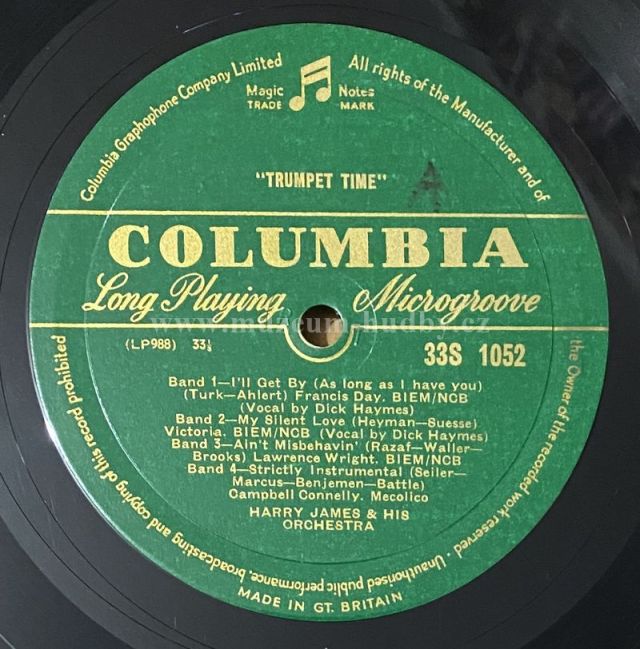 Columbia Graphophone Company Limited
Magic Notes
TRADE MARK
All rights of the Manufacturer and of
the Owner of the recorded work reserved · Unauthorised public performance, broadcasting and copying of this record prohibited
"TRUMPET TIME"
A
COLUMBIA
Long Playing Microgroove
www.muzeum-hudby.cz
(LP988) 33⅓
33S 1052
Band 1—I'll Get By (As long as I have you)
(Turk—Ahlert) Francis Day. BIEM/NCB
(Vocal by Dick Haymes)
Band 2—My Silent Love (Heyman—Suesse)
Victoria. BIEM/NCB (Vocal by Dick Haymes)
Band 3—Ain't Misbehavin' (Razaf—Waller—
Brooks) Lawrence Wright. BIEM/NCB
Band 4—Strictly Instrumental (Seiler—
Marcus—Benjemen—Battle)
Campbell Connelly. Mecolico
HARRY JAMES & HIS
ORCHESTRA
MADE IN GT. BRITAIN